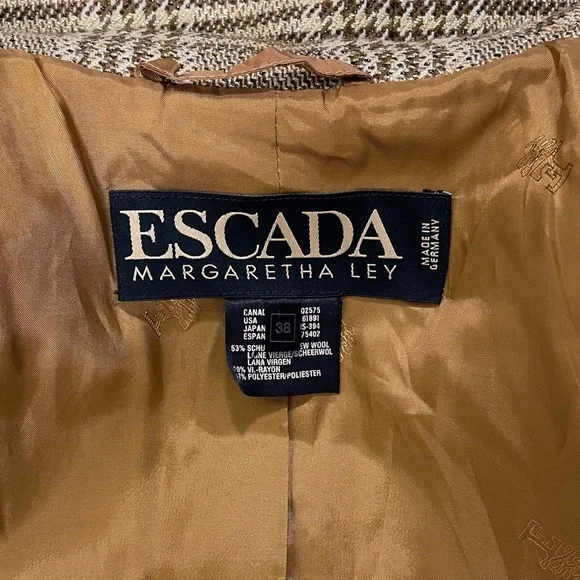 ESCADA
MARGARETHA LEY
MADE IN
GERMANY
CANAD 02575
USA 61891
JAPAN S-394
ESPAN 75402
38
53% SCHU EW WOOL
LAINE VIERGE/SCHEERWOL
LANA VIRGEN
VI.-RAYON
POLYESTER/POLIESTER